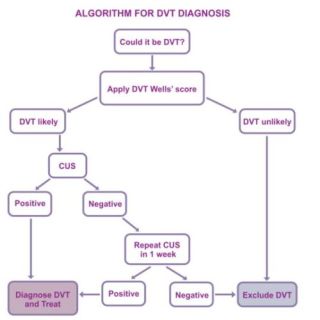 ALGORITHM FOR DVT DIAGNOSIS
Could it be DVT?
Apply DVT Wells' score
DVT likely
DVT unlikely
CUS
Positive
Negative
Repeat CUS
in 1 week
Diagnose DVT
and Treat
Positive
Negative
Exclude DVT